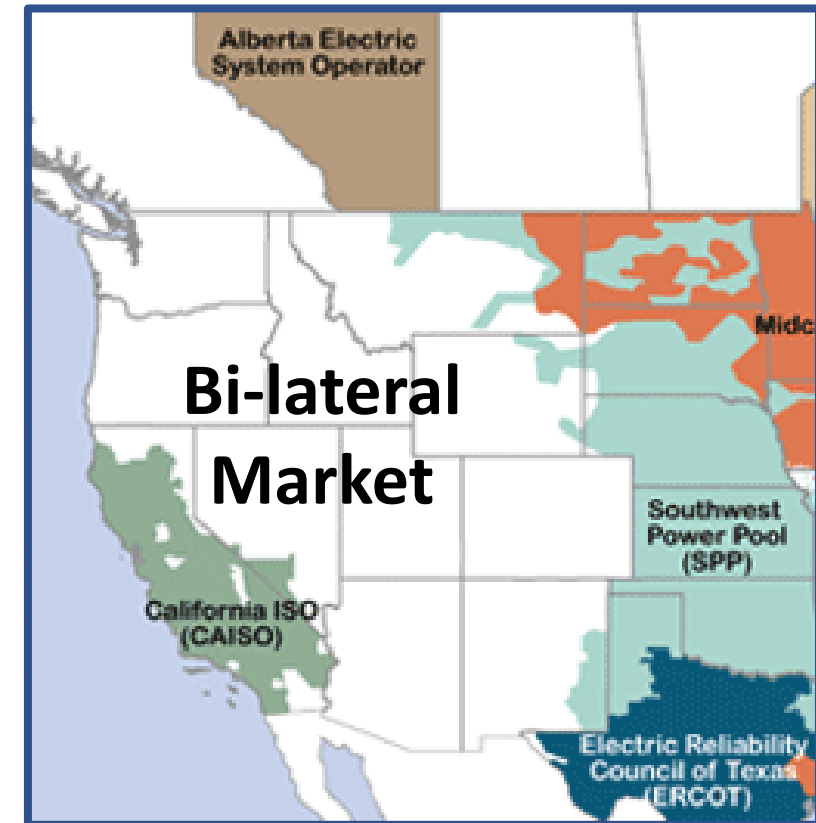 Alberta Electric
System Operator
Midc
Bi-lateral
Market
Southwest
Power Pool
(SPP)
California ISO
(CAISO)
Electric Reliability
Council of Texas
(ERCOT)